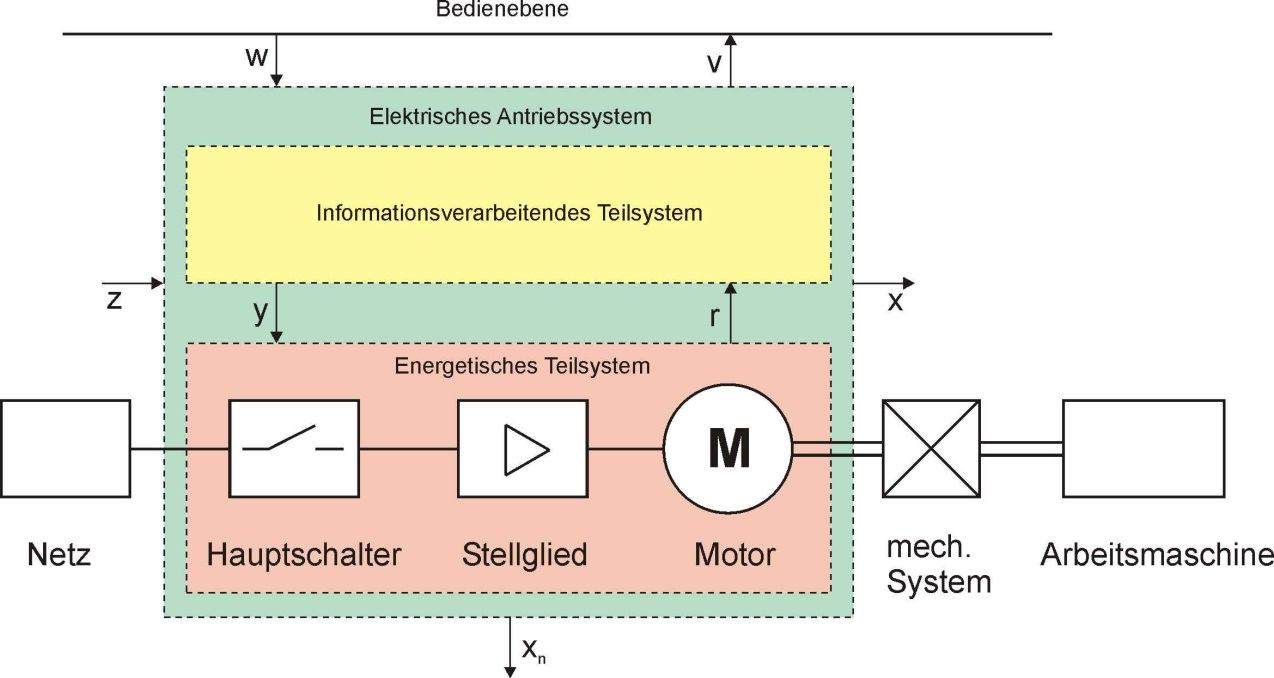 Bedienebene
w
v
Elektrisches Antriebssystem
Informationsverarbeitendes Teilsystem
z
y
r
x
Energetisches Teilsystem
M
Netz
Hauptschalter
Stellglied
Motor
mech.
System
Arbeitsmaschine
xn